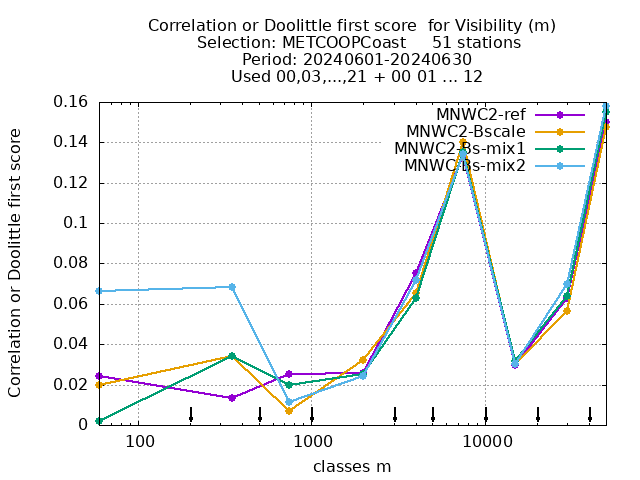 Correlation or Doolittle first score  for Visibility (m)
Selection: METCOOPCoast     51 stations
Period: 20240601-20240630
Used 00,03,...,21 + 00 01 ... 12
Correlation or Doolittle first score
0.16
0.14
0.12
0.1
0.08
0.06
0.04
0.02
0
MNWC2-ref
MNWC2-Bscale
MNWC2-Bs-mix1
MNWC-Bs-mix2
100
1000
10000
classes m